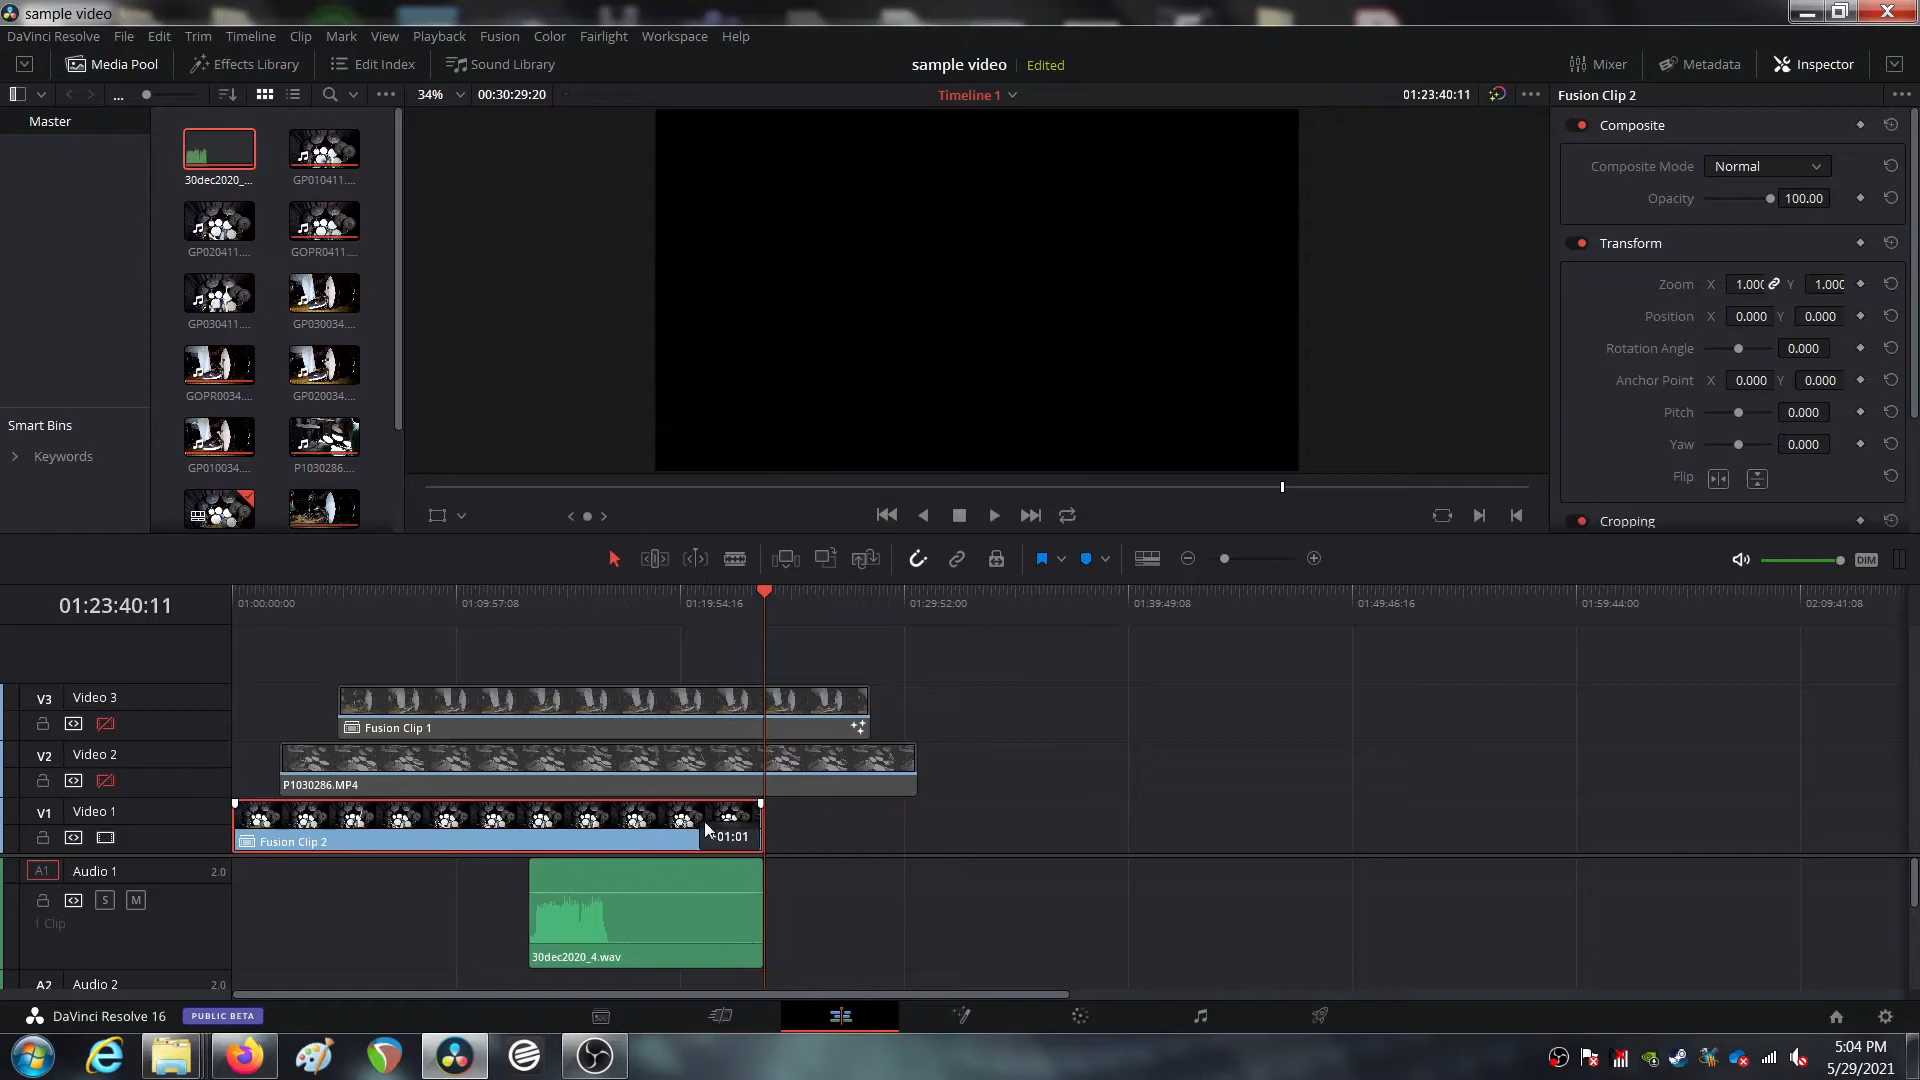 sample video
DaVinci Resolve File Edit Trim Timeline Clip Mark View Playback Fusion Color Fairlight Workspace Help
Media Pool Effects Library Edit Index Sound Library sample video Edited Mixer Metadata Inspector
... 34% 00:30:29:20 Timeline 1 01:23:40:11 Fusion Clip 2
Master
30dec2020_... GP010411....
GP020411.... GOPR0411....
GP030411.... GP030034....
GOPR0034.... GP020034....
GP010034.... P1030286....
Smart Bins
Keywords
Composite
Composite Mode Normal
Opacity 100.00
Transform
Zoom X 1.000 Y 1.000
Position X 0.000 Y 0.000
Rotation Angle 0.000
Anchor Point X 0.000 Y 0.000
Pitch 0.000
Yaw 0.000
Flip
Cropping
DIM
01:23:40:11
01:00:00:00 01:09:57:08 01:19:54:16 01:29:52:00 01:39:49:08 01:49:46:16 01:59:44:00 02:09:41:08
V3 Video 3
Fusion Clip 1
V2 Video 2
P1030286.MP4
V1 Video 1
Fusion Clip 2
-01:01
A1 Audio 1 2.0
S M
1 Clip
30dec2020_4.wav
A2 Audio 2 2.0
DaVinci Resolve 16 PUBLIC BETA
5:04 PM
5/29/2021